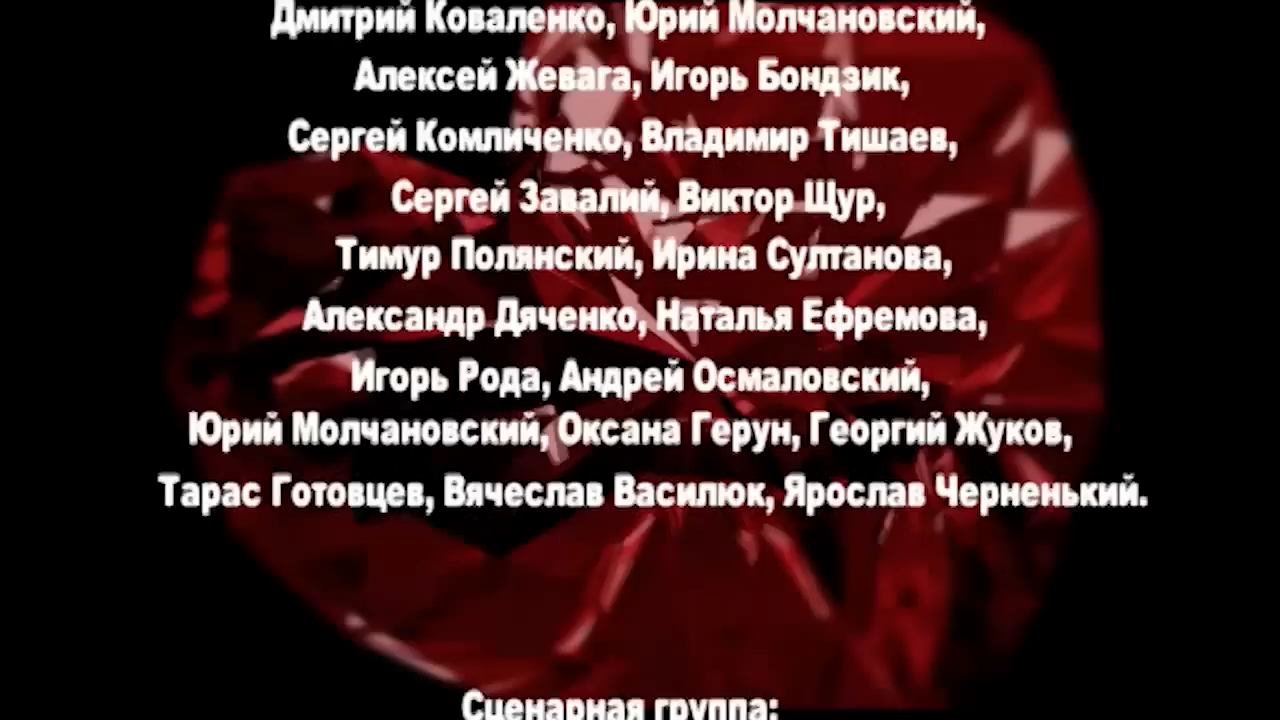 Дмитрий Коваленко, Юрий Молчановский,
Алексей Жевага, Игорь Бондзик,
Сергей Компиченко, Владимир Тишаев,
Сергей Завалий, Виктор Щур,
Тимур Полянский, Ирина Султанова,
Александр Дяченко, Наталья Ефремова,
Игорь Рода, Андрей Осмаловский,
Юрий Молчановский, Оксана Герун, Георгий Жуков,
Тарас Готовцев, Вячеслав Василюк, Ярослав Черненький.
Сценарная группа: